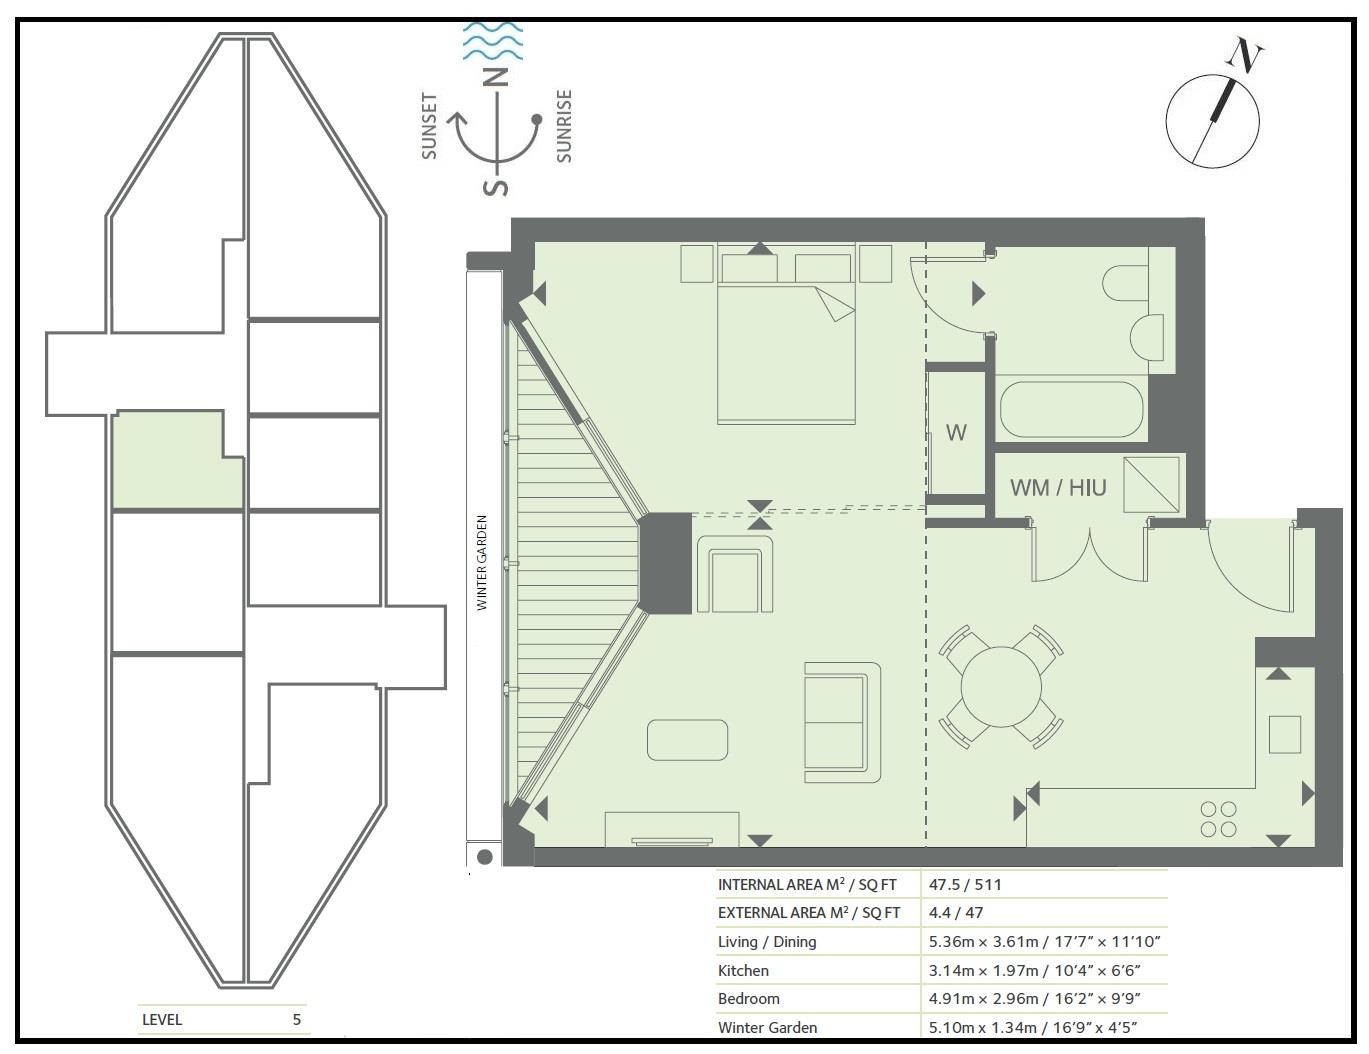 N
SUNSET
SUNRISE
S
N
W
WM / HIU
WINTER GARDEN
INTERNAL AREA M² / SQ FT 47.5 / 511
EXTERNAL AREA M² / SQ FT 4.4 / 47
Living / Dining 5.36m × 3.61m / 17’7” × 11’10”
Kitchen 3.14m × 1.97m / 10’4” × 6’6”
Bedroom 4.91m × 2.96m / 16’2” × 9’9”
Winter Garden 5.10m x 1.34m / 16’9” x 4’5”
LEVEL 5